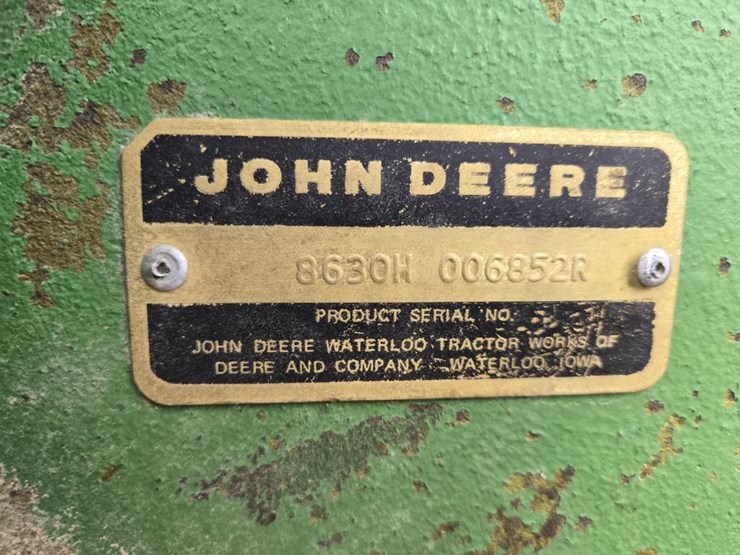 JOHN DEERE
8630H 006852R
PRODUCT SERIAL NO.
JOHN DEERE WATERLOO TRACTOR WORKS OF
DEERE AND COMPANY WATERLOO, IOWA